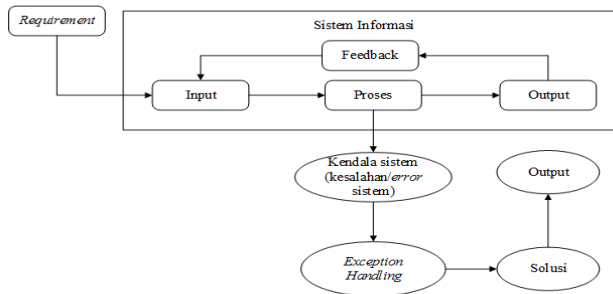 Requirement
Sistem Informasi
Feedback
Input
Proses
Output
Kendala sistem
(kesalahan/error
sistem)
Output
Exception
Handling
Solusi